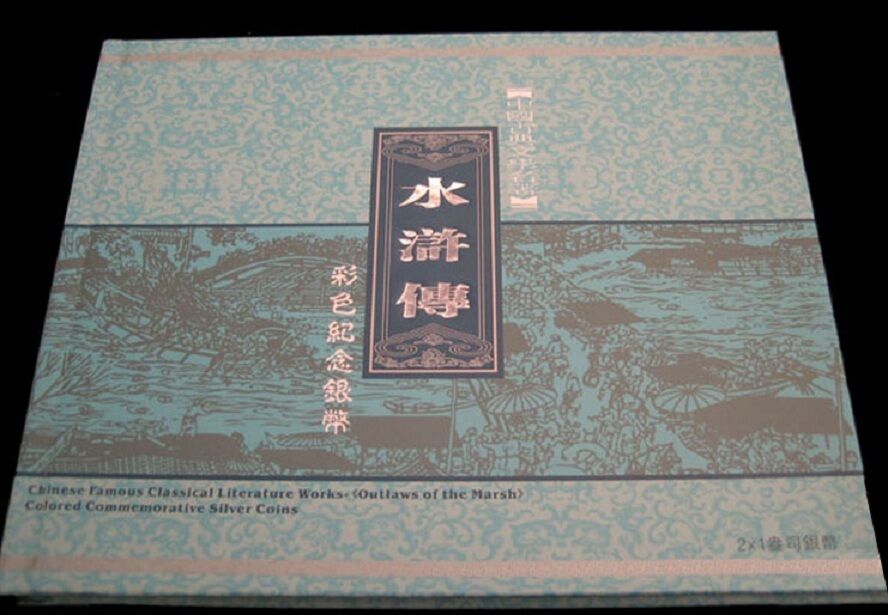 【中國古典文學名著】
水滸傳
彩色紀念銀幣
Chinese Famous Classical Literature Works-《Outlaws of the Marsh》
Colored Commemorative Silver Coins
2×1盎司銀幣